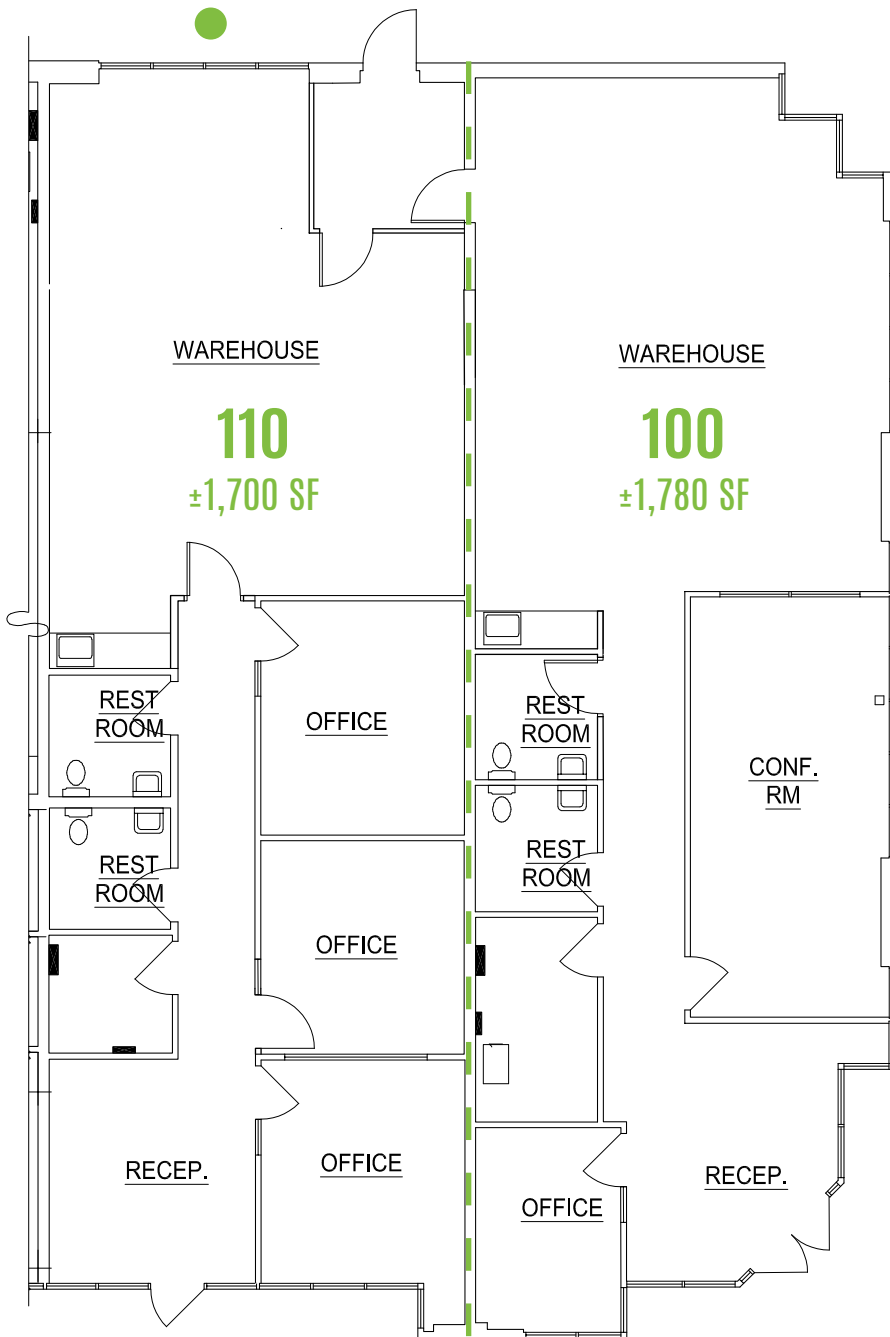 WAREHOUSE
110
±1,700 SF
REST
ROOM
OFFICE
REST
ROOM
OFFICE
RECEP.
OFFICE
WAREHOUSE
100
±1,780 SF
REST
ROOM
CONF.
RM
REST
ROOM
OFFICE
RECEP.